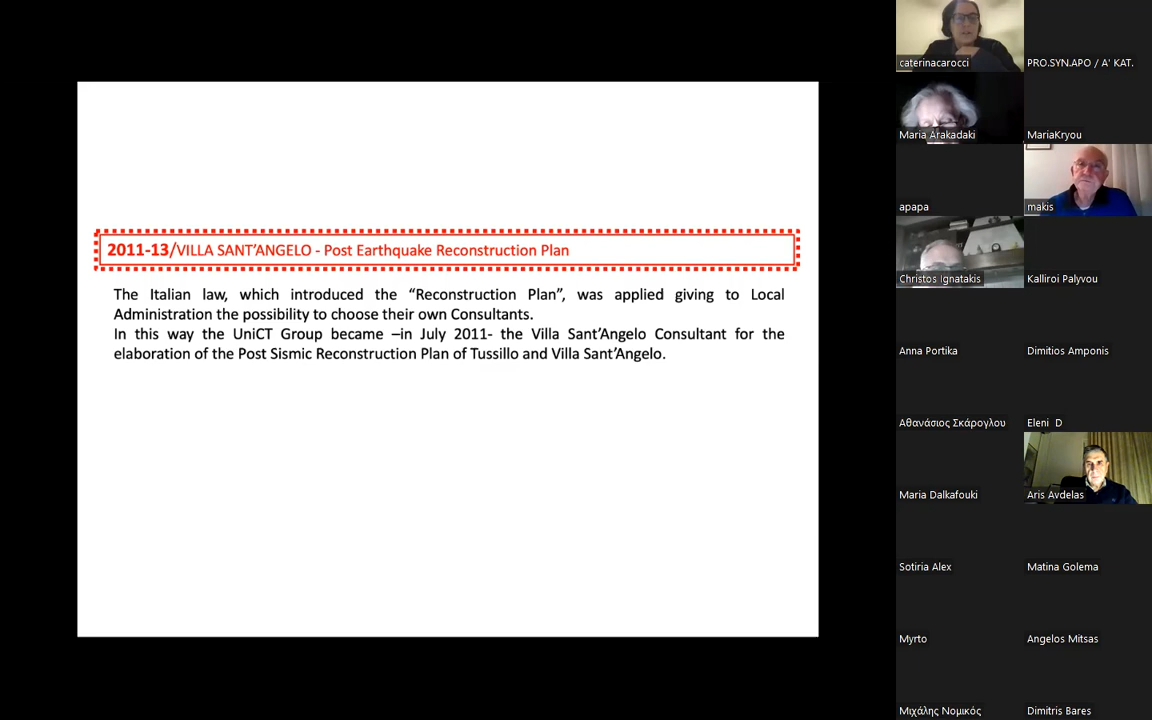 2011-13/VILLA SANT’ANGELO - Post Earthquake Reconstruction Plan
The Italian law, which introduced the “Reconstruction Plan”, was applied giving to Local
Administration the possibility to choose their own Consultants.
In this way the UniCT Group became –in July 2011- the Villa Sant’Angelo Consultant for the
elaboration of the Post Sismic Reconstruction Plan of Tussillo and Villa Sant’Angelo.
caterinacarocci
PRO.SYN.APO / A' KAT.
Maria Arakadaki
MariaKryou
apapa
makis
Christos Ignatakis
Kalliroi Palyvou
Anna Portika
Dimitios Amponis
Αθανάσιος Σκάρογλου
Eleni D
Maria Dalkafouki
Aris Avdelas
Sotiria Alex
Matina Golema
Myrto
Angelos Mitsas
Μιχάλης Νομικός
Dimitris Bares